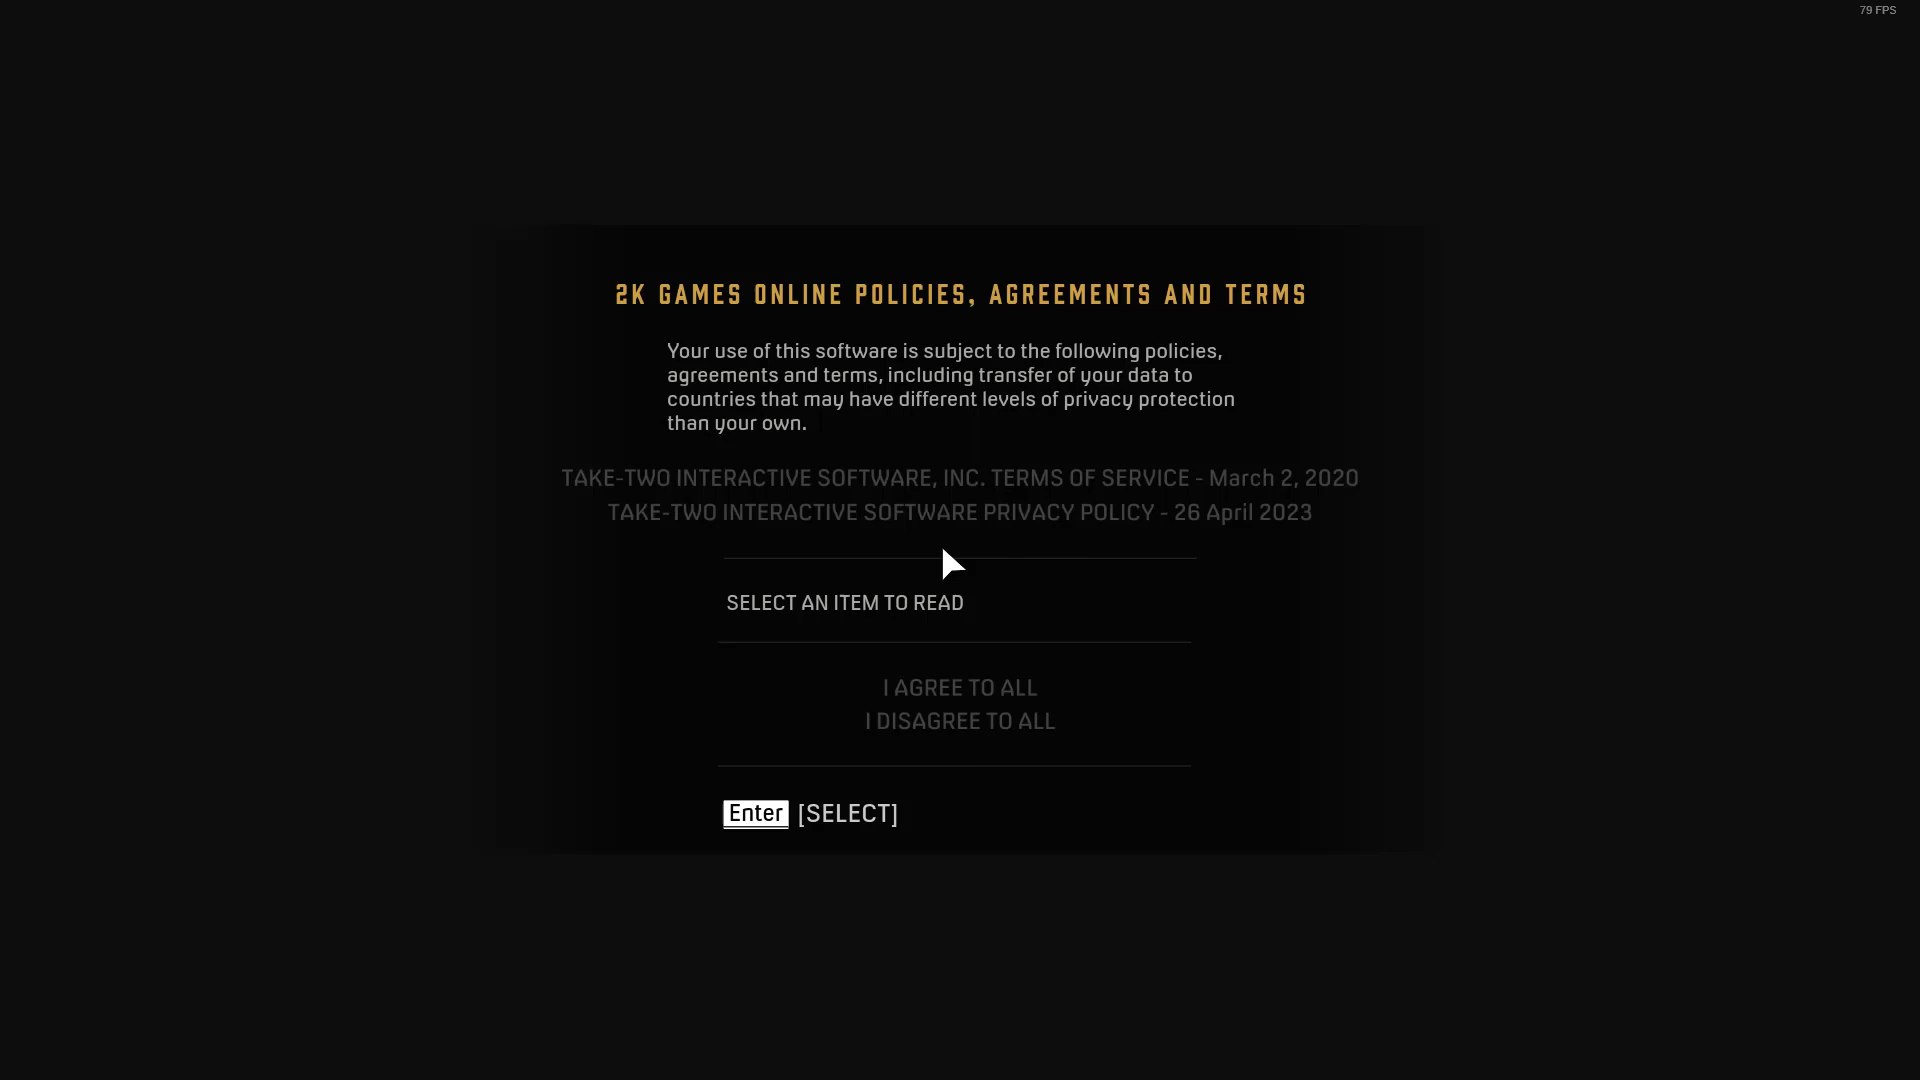 79 FPS
2K GAMES ONLINE POLICIES, AGREEMENTS AND TERMS
Your use of this software is subject to the following policies,
agreements and terms, including transfer of your data to
countries that may have different levels of privacy protection
than your own.
TAKE-TWO INTERACTIVE SOFTWARE, INC. TERMS OF SERVICE - March 2, 2020
TAKE-TWO INTERACTIVE SOFTWARE PRIVACY POLICY - 26 April 2023
SELECT AN ITEM TO READ
I AGREE TO ALL
I DISAGREE TO ALL
Enter [SELECT]